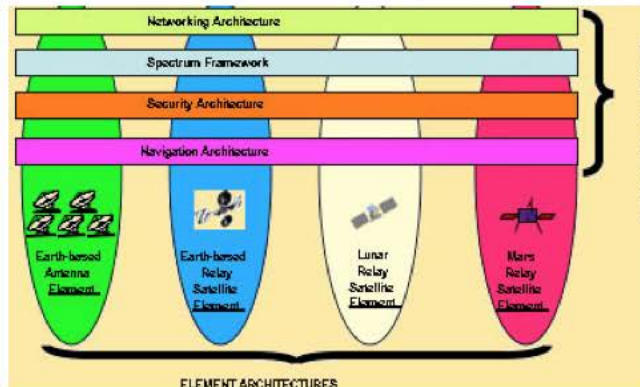 Networking Architecture
Spectrum Framework
Security Architecture
Navigation Architecture
Earth-based
Antenna
Element
Earth-based
Relay
Satellite
Element
Lunar
Relay
Satellite
Element
Mars
Relay
Satellite
Element
ELEMENT ARCHITECTURES